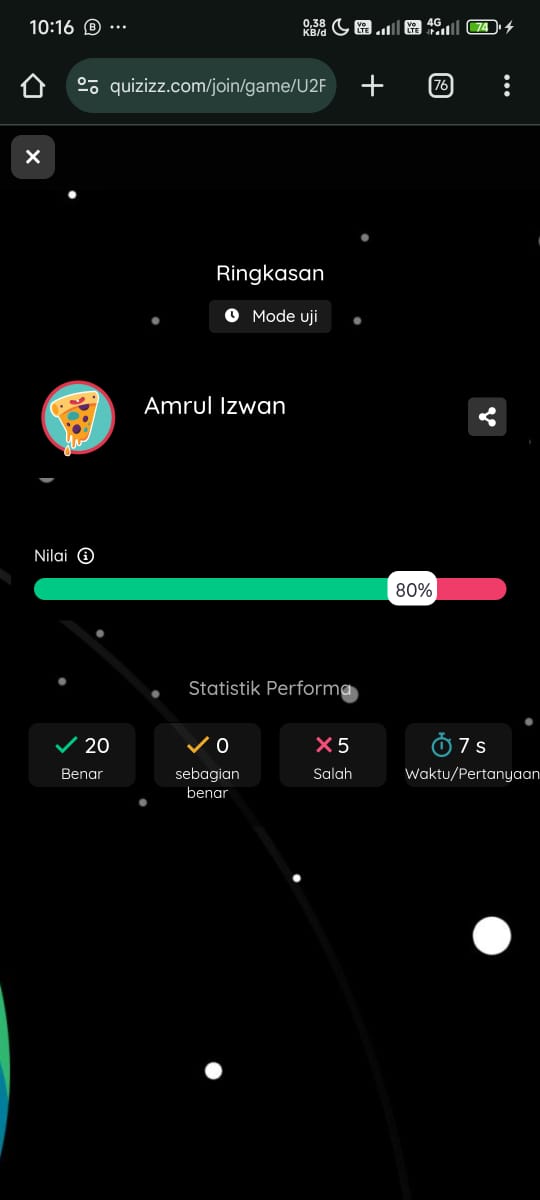 10:16 B ...
0,38 KB/d Vo LTE Vo LTE 4G 74
quizizz.com/join/game/U2F
76
Ringkasan
Mode uji
Amrul Izwan
Nilai
80%
Statistik Performa
20
Benar
0
sebagian
benar
5
Salah
7 s
Waktu/Pertanyaan